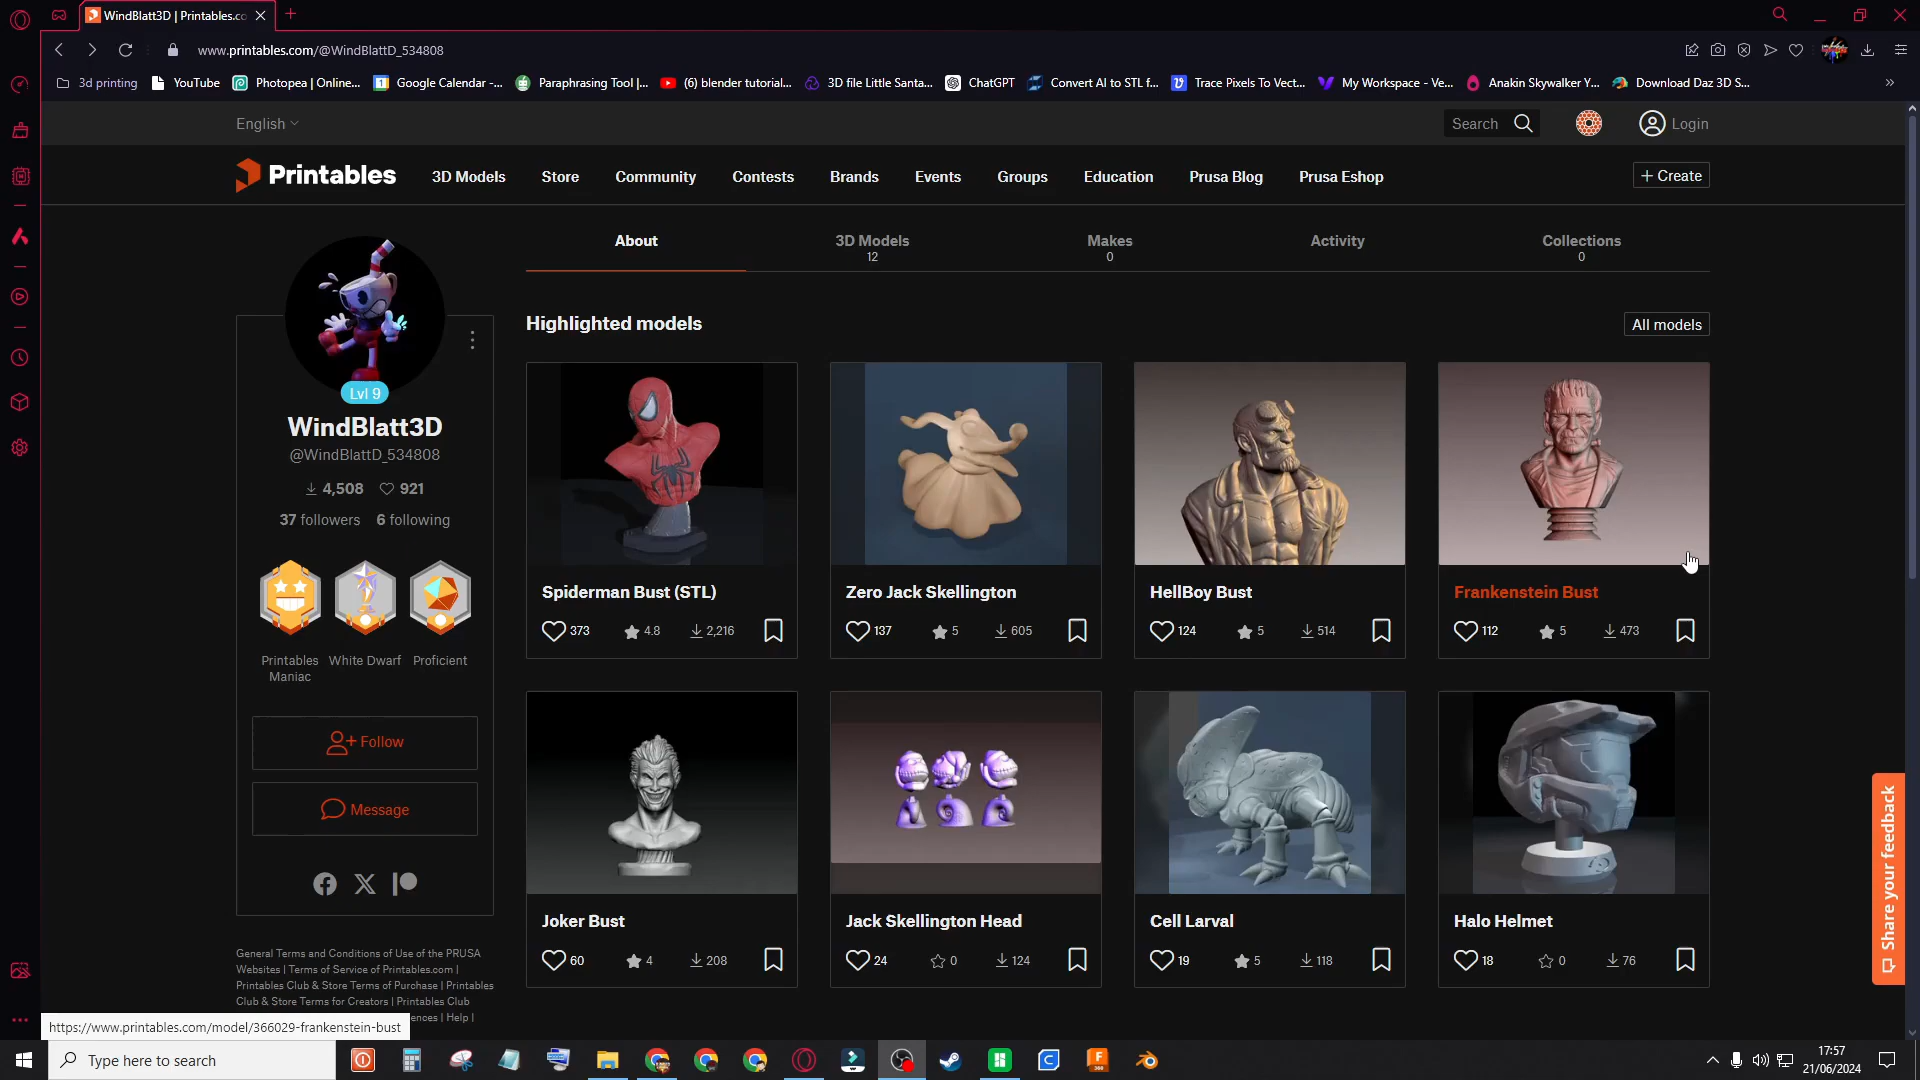 WindBlatt3D | Printables.co
www.printables.com/@WindBlattD_534808
3d printing
YouTube
Photopea | Online...
Google Calendar -...
Paraphrasing Tool |...
(6) blender tutorial...
3D file Little Santa...
ChatGPT
Convert AI to STL f...
Trace Pixels To Vect...
My Workspace - Ve...
Anakin Skywalker Y...
Download Daz 3D S...
English
Search
Login
Printables
3D Models
Store
Community
Contests
Brands
Events
Groups
Education
Prusa Blog
Prusa Eshop
+ Create
About
3D Models
12
Makes
0
Activity
Collections
0
Lvl 9
WindBlatt3D
@WindBlattD_534808
4,508 921
37 followers 6 following
Printables Maniac
White Dwarf
Proficient
Follow
Message
General Terms and Conditions of Use of the PRUSA
Websites | Terms of Service of Printables.com |
Printables Club & Store Terms of Purchase | Printables
Club & Store Terms for Creators | Printables Club
ences | Help |
Highlighted models
All models
Spiderman Bust (STL)
373 4.8 2,216
Zero Jack Skellington
137 5 605
HellBoy Bust
124 5 514
Frankenstein Bust
112 5 473
Joker Bust
60 4 208
Jack Skellington Head
24 0 124
Cell Larval
19 5 118
Halo Helmet
18 0 76
Share your feedback
https://www.printables.com/model/366029-frankenstein-bust
Type here to search
17:57
21/06/2024